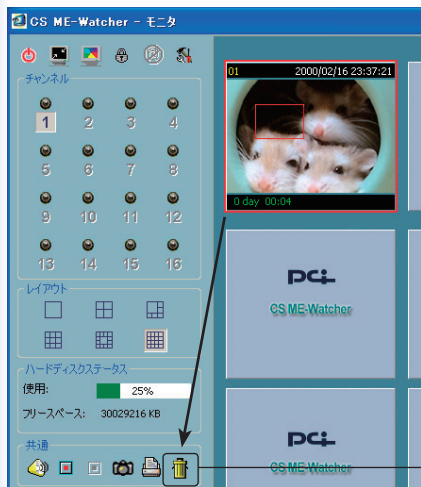 CS ME-Watcher - モニタ
チャンネル
1 2 3 4
5 6 7 8
9 10 11 12
13 14 15 16
レイアウト
ハードディスクステータス
使用: 25%
フリースペース: 30029216 KB
共通
01 2000/02/16 23:37:21
0 day 00:04
pci
CS ME-Watcher
pci
CS ME-Watcher